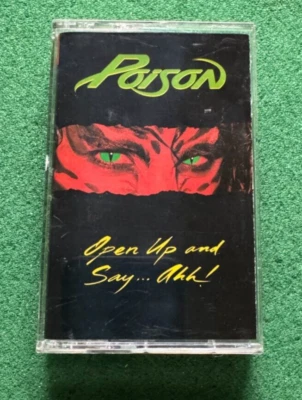 POISON
Open Up and
Say... Ahh!